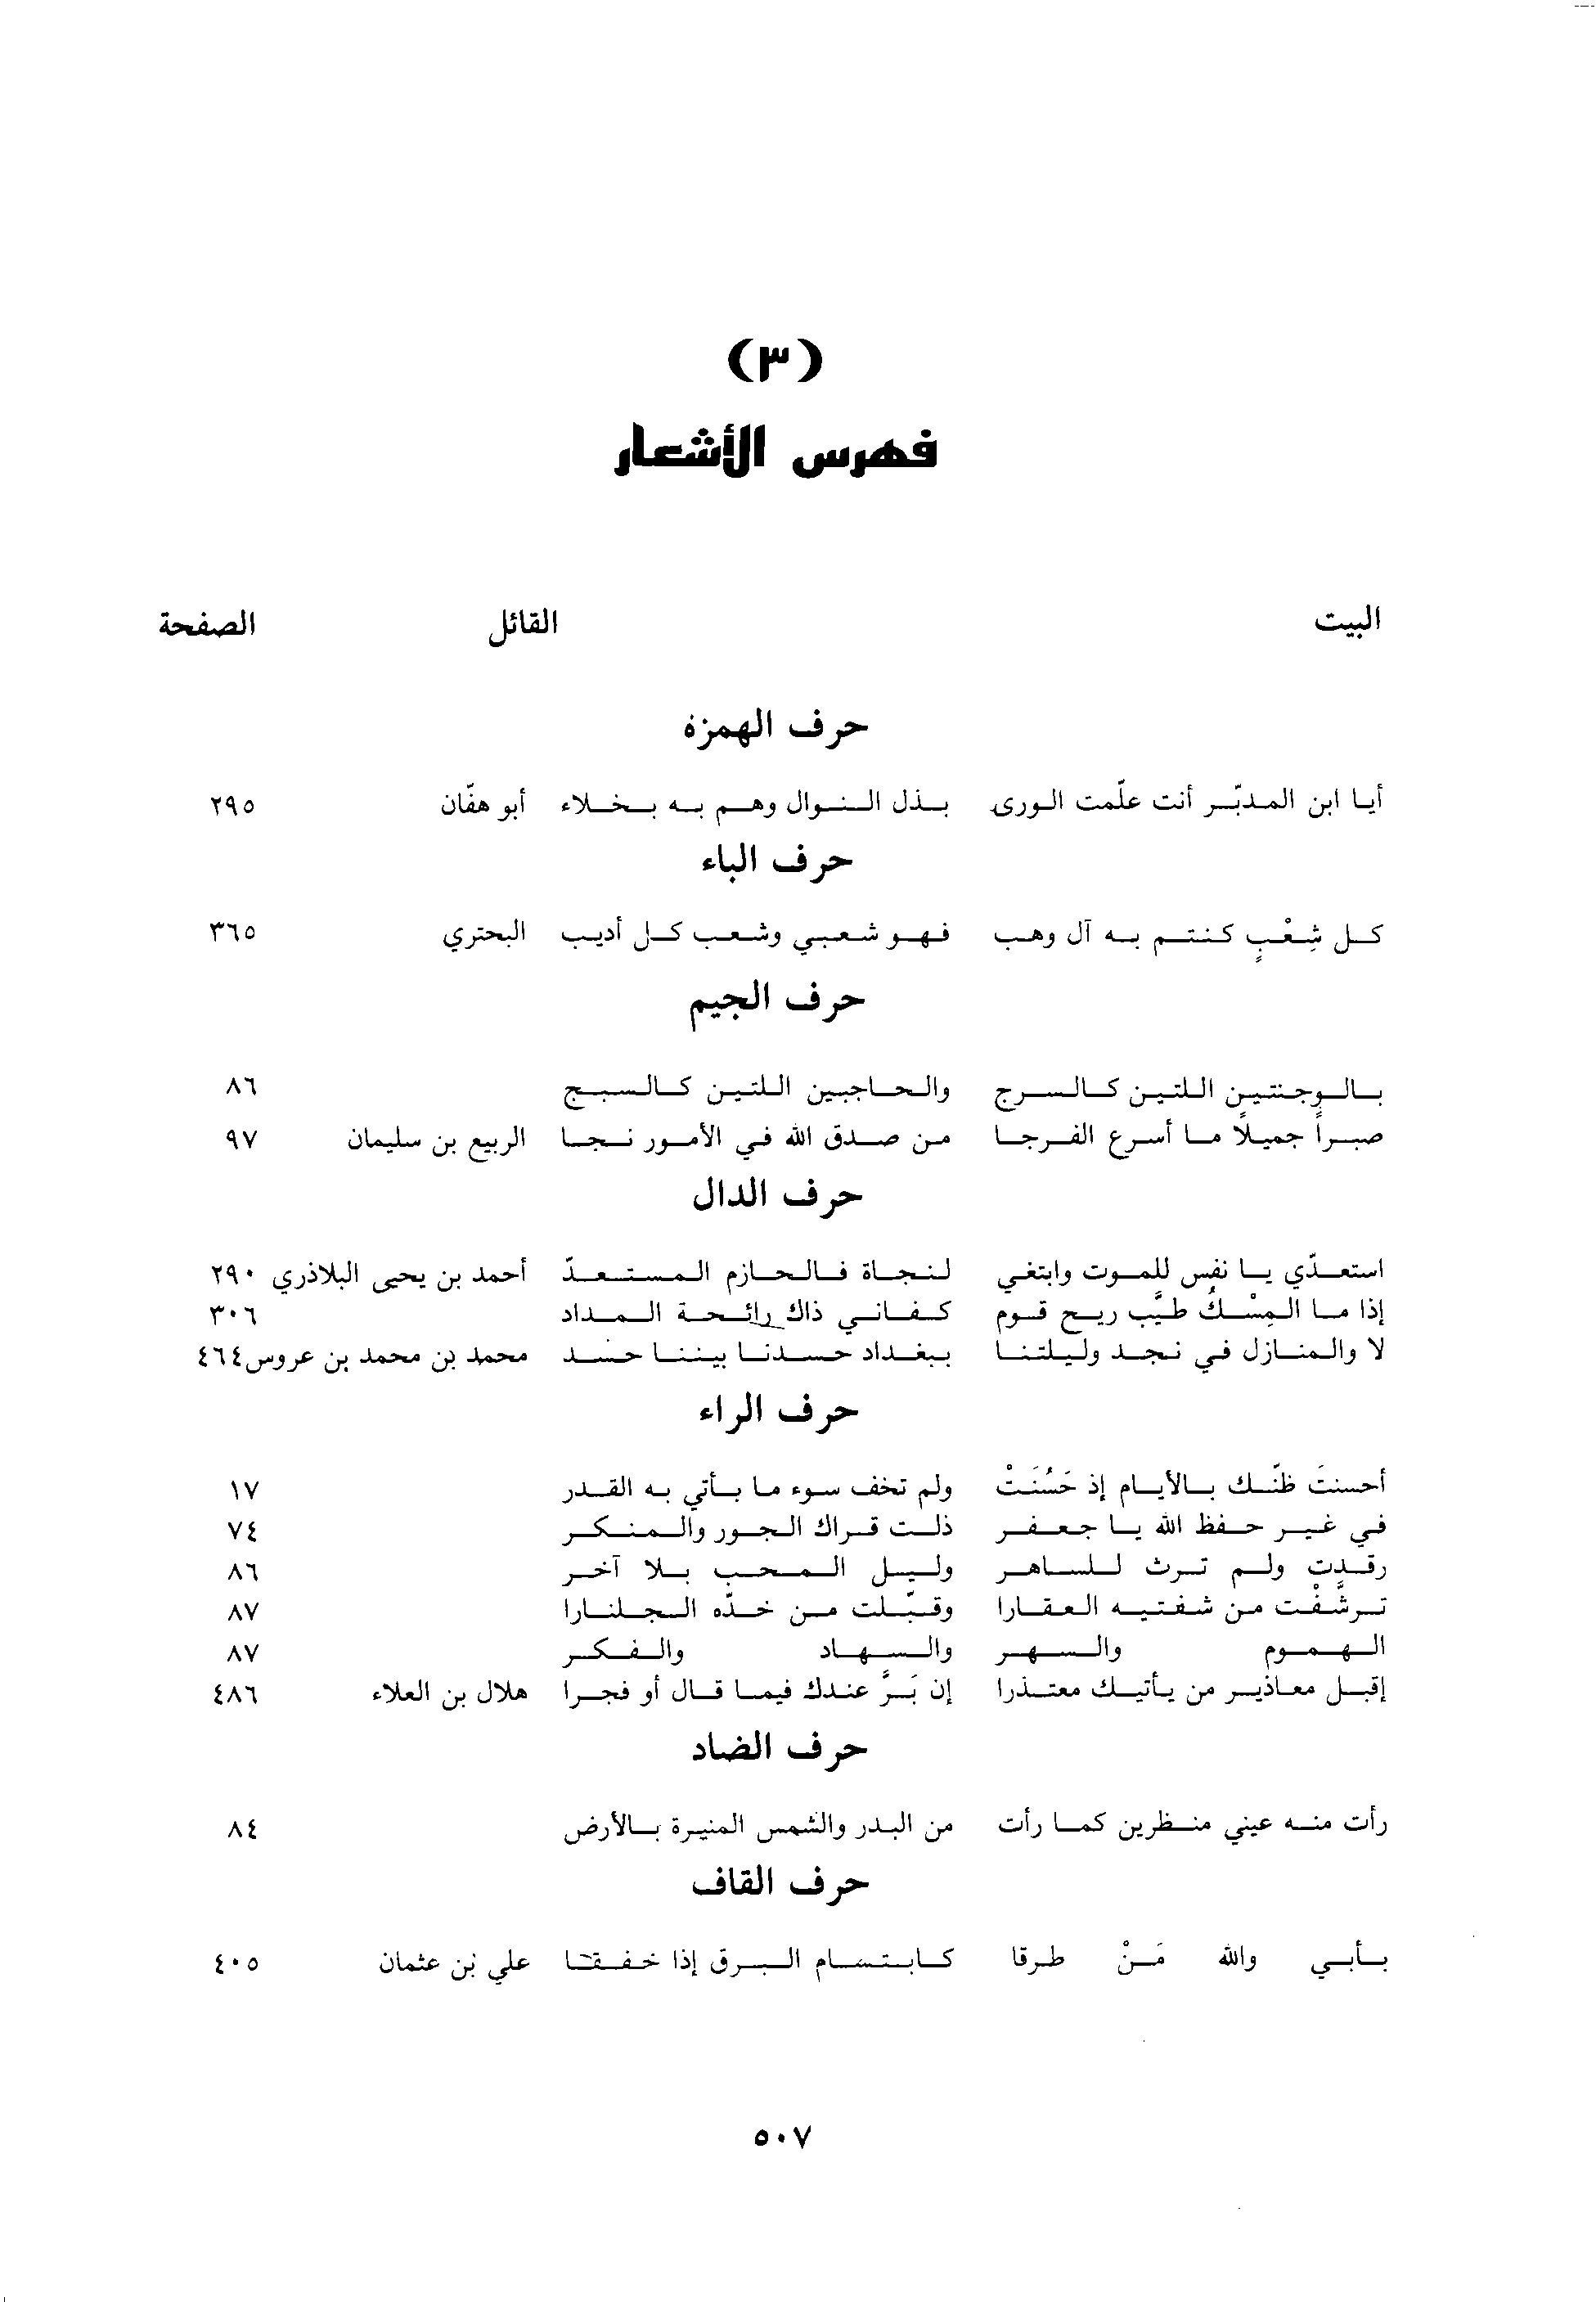 (٣)
فهرس الأشعار
البيت القائل الصفحة
حرف الهمزة
أيا ابن المدبّر أنت علّمت الورى بذل النوال وهم به بخلاء أبو هفّان ٢٩٥
حرف الباء
كل شِعْبٍ كنتم به آل وهب فهو شعبي وشعب كل أديب البحتري ٣٦٥
حرف الجيم
بالوجنتين اللتين كالسرج والحاجبين اللتين كالسبج ٨٦
صبراً جميلاً ما أسرع الفرجا من صدق الله في الأمور نجا الربيع بن سليمان ٩٧
حرف الدال
استعدّي يا نفس للموت وابتغي لنجاة فالحازم المستعدّ أحمد بن يحيى البلاذري ٢٩٠
إذا ما المِسْكُ طيَّب ريح قوم كفاني ذاك رائحة المداد ٣٠٦
لا والمنازل في نجد وليلتنا ببغداد حسدنا بيننا حسد محمد بن محمد بن عروس ٤٦٤
حرف الراء
أحسنتَ ظنّك بالأيام إذ حَسُنَتْ ولم تخف سوء ما يأتي به القدر ١٧
في غير حفظ الله يا جعفر ذلت قراك الجور والمنكر ٧٤
رقدت ولم ترث للساهر وليل المحب بلا آخر ٨٦
ترشَّفْت من شفتيه العقارا وقبّلت من خدّه الجلنارا ٨٧
الهموم والسهر والسهاد والفكر ٨٧
إقبل معاذير من يأتيك معتذرا إن بَرَّ عندك فيما قال أو فجرا هلال بن العلاء ٤٨٦
حرف الضاد
رأت منه عيني منظرين كما رأت من البدر والشمس المنيرة بالأرض ٨٤
حرف القاف
بأبي والله مَنْ طرقا كابتسام البرق إذا خفقا علي بن عثمان ٤٠٥
٥٠٧